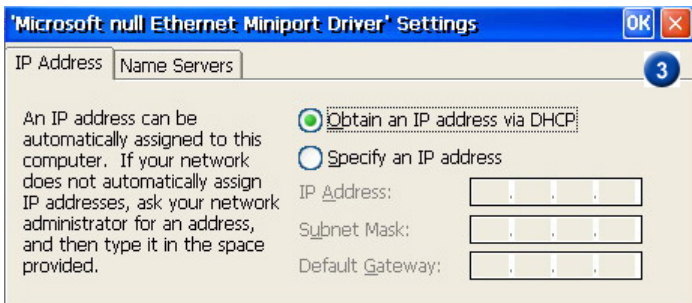 'Microsoft null Ethernet Miniport Driver' Settings OK
IP Address Name Servers
3
An IP address can be
automatically assigned to this
computer. If your network
does not automatically assign
IP addresses, ask your network
administrator for an address,
and then type it in the space
provided.
Obtain an IP address via DHCP
Specify an IP address
IP Address:
Subnet Mask:
Default Gateway: